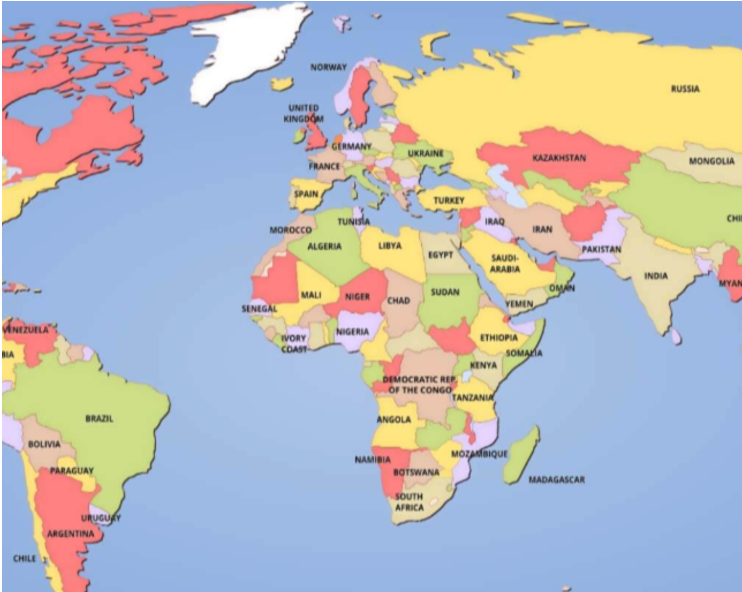 NORWAY
RUSSIA
UNITED
KINGDOM
GERMANY
UKRAINE
KAZAKHSTAN
MONGOLIA
FRANCE
SPAIN
TURKEY
CHI
TUNISIA
MOROCCO
ALGERIA
LIBYA
EGYPT
IRAQ
IRAN
PAKISTAN
SAUDI-
ARABIA
INDIA
MYAN
OMAN
MALI
NIGER
CHAD
SUDAN
YEMEN
SENEGAL
IVORY
COAST
NIGERIA
ETHIOPIA
SOMALIA
VENEZUELA
BIA
KENYA
DEMOCRATIC REP.
OF THE CONGO
TANZANIA
BRAZIL
ANGOLA
BOLIVIA
MOZAMBIQUE
NAMIBIA
BOTSWANA
PARAGUAY
MADAGASCAR
SOUTH
AFRICA
URUGUAY
ARGENTINA
CHILE